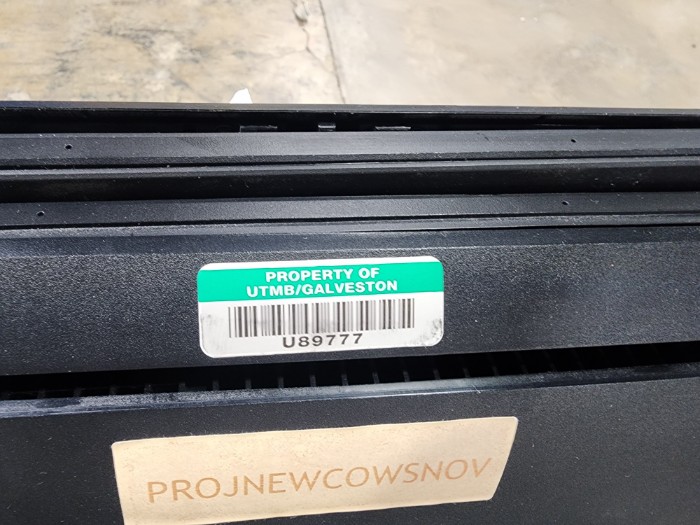 PROPERTY OF
UTMB/GALVESTON
U89777
PROJNEWCOWSNOV